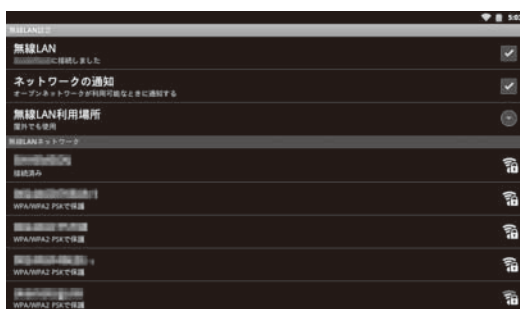 5:02
無線LAN設定
無線LAN
に接続しました
ネットワークの通知
オープンネットワークが利用可能なときに通知する
無線LAN利用場所
屋外でも使用
無線LANネットワーク
接続済み
WPA/WPA2 PSKで保護
WPA/WPA2 PSKで保護
WPA/WPA2 PSKで保護
WPA/WPA2 PSKで保護